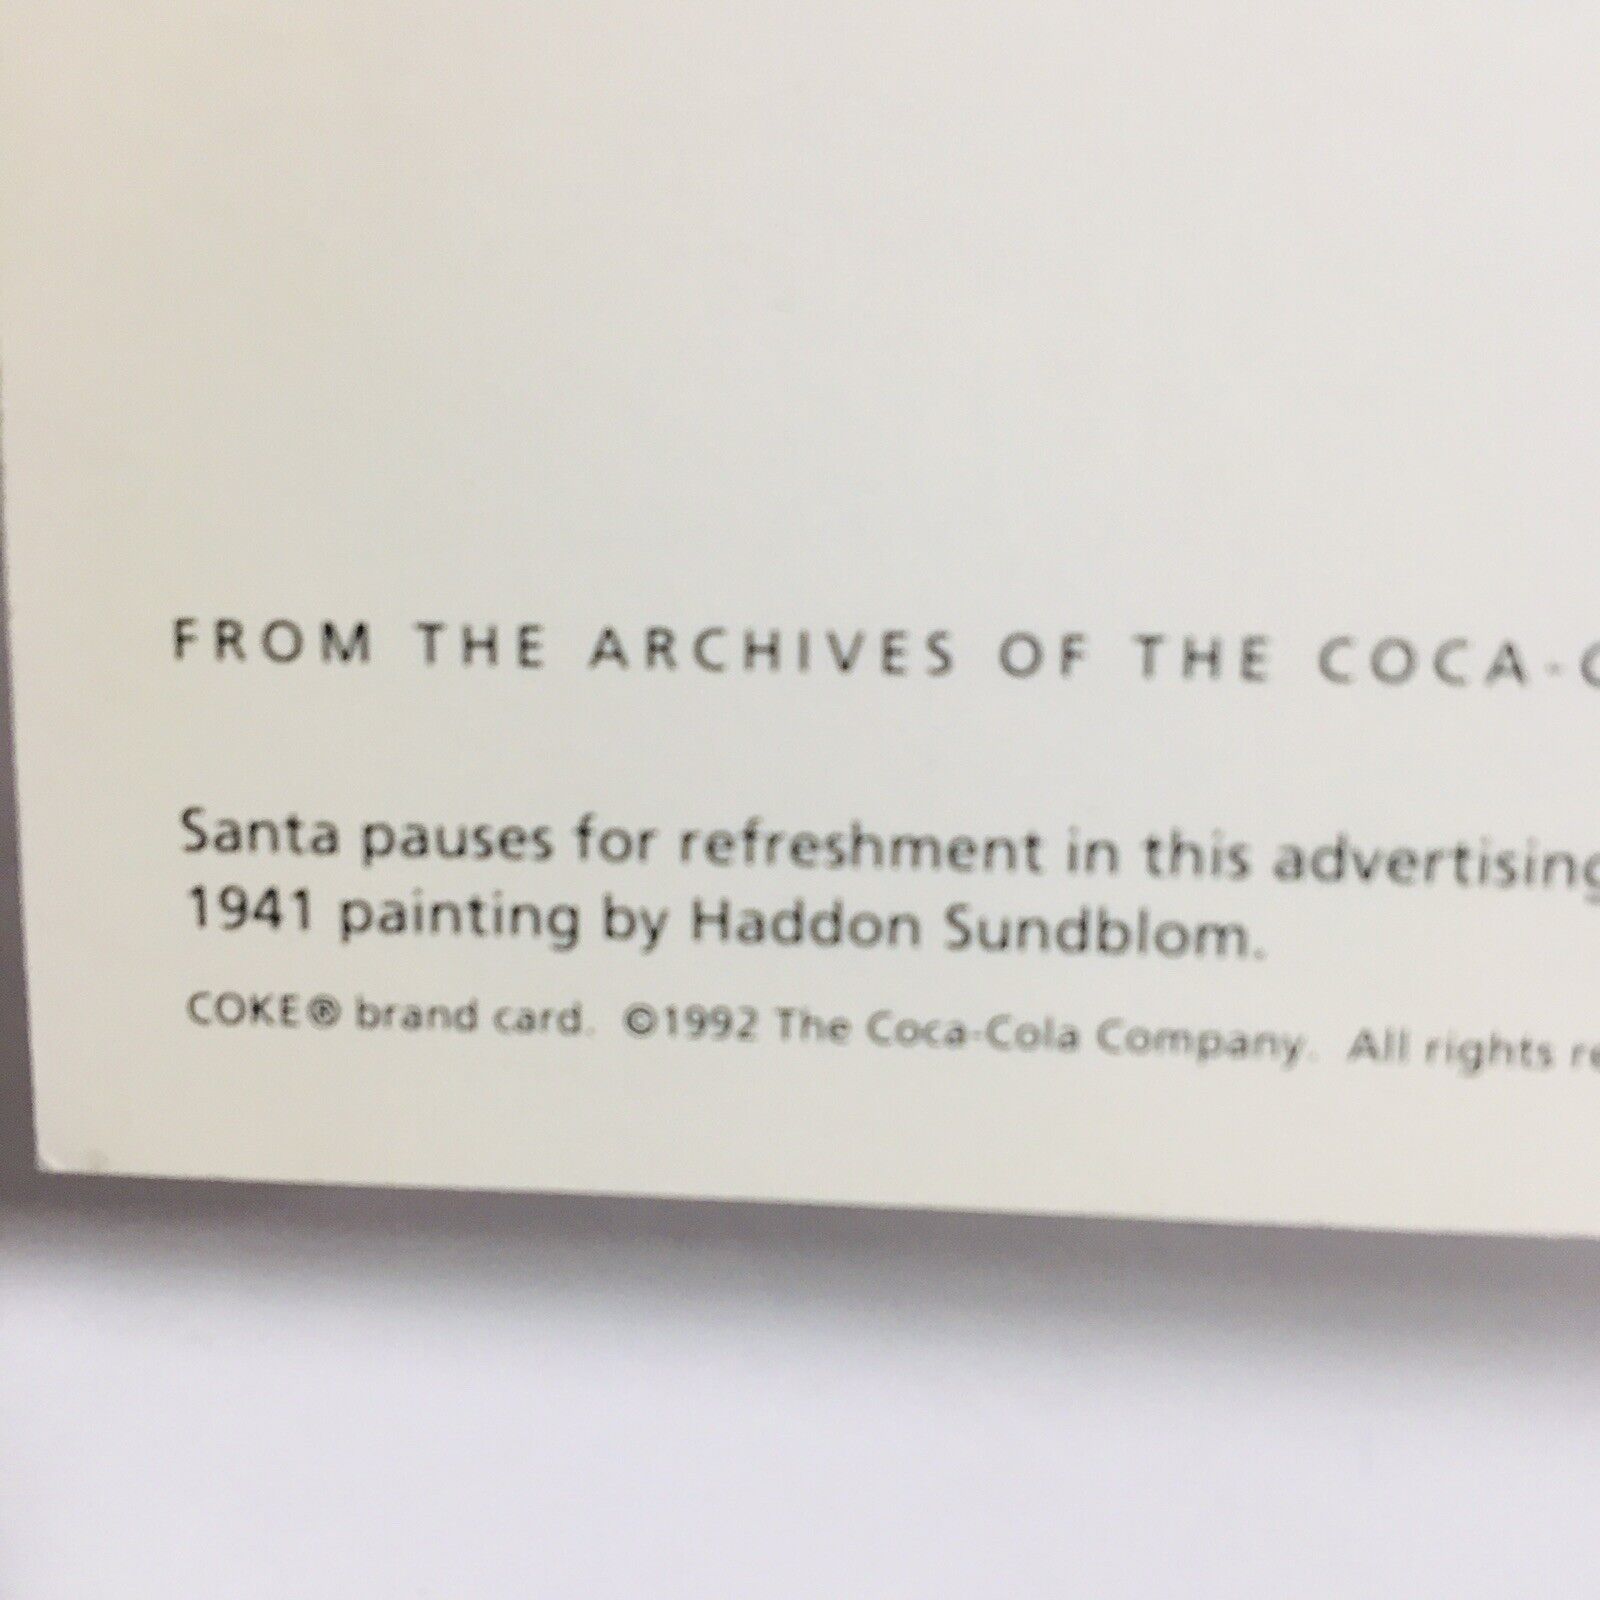 FROM THE ARCHIVES OF THE COCA-C
Santa pauses for refreshment in this advertising
1941 painting by Haddon Sundblom.
COKE® brand card. ©1992 The Coca-Cola Company. All rights re